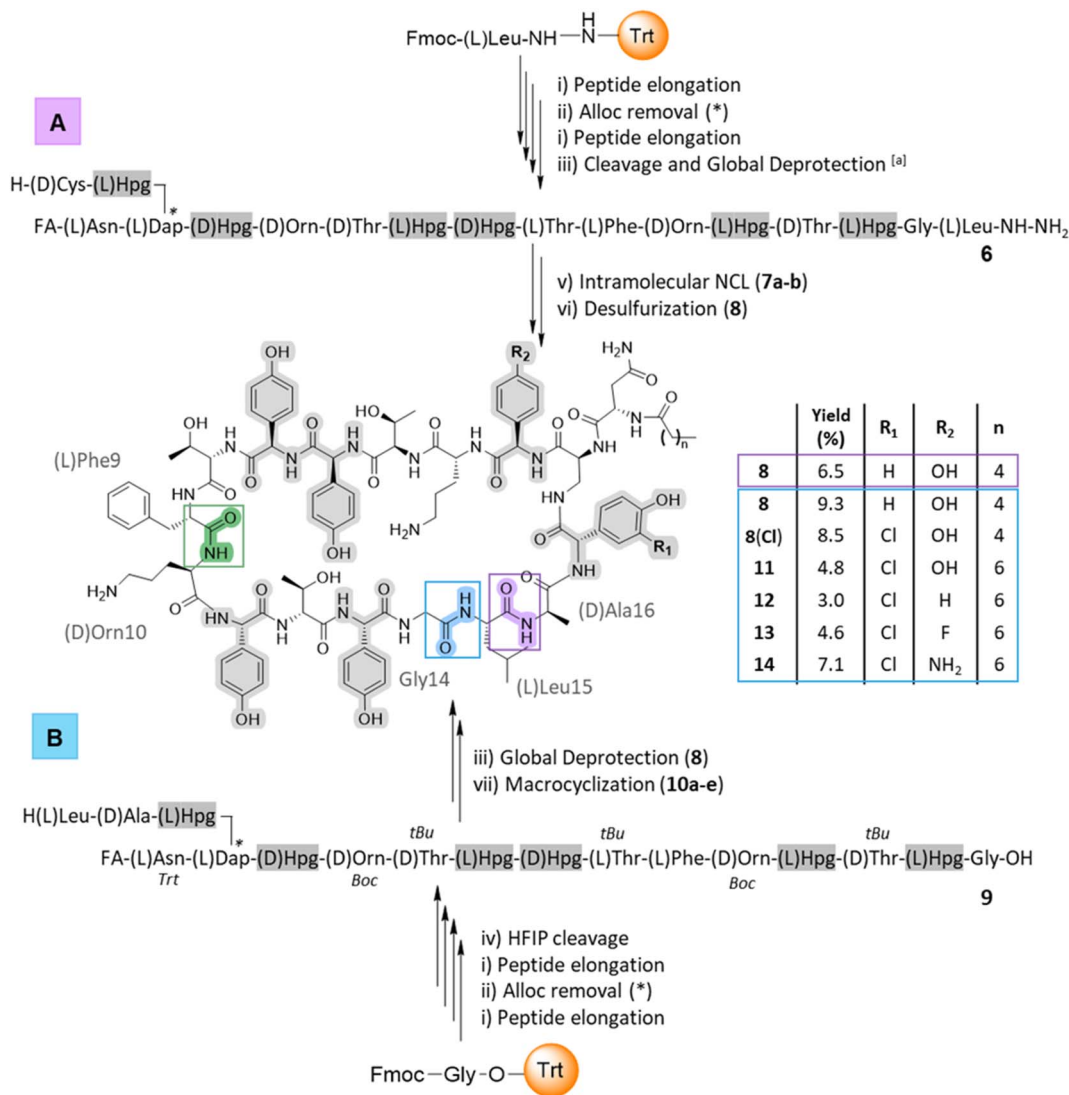 Fmoc-(L)Leu-NH
H
N
Trt
i) Peptide elongation
ii) Alloc removal (*)
i) Peptide elongation
iii) Cleavage and Global Deprotection [a]
A
H-(D)Cys-(L)Hpg
*
FA-(L)Asn-(L)Dap-(D)Hpg-(D)Orn-(D)Thr-(L)Hpg-(D)Hpg-(L)Thr-(L)Phe-(D)Orn-(L)Hpg-(D)Thr-(L)Hpg-Gly-(L)Leu-NH-NH2
6
v) Intramolecular NCL (7a-b)
vi) Desulfurization (8)
OH
R2
H2N
O
HO
OH
(L)Phe9
H2N
(D)Orn10
OH
R1
(D)Ala16
Gly14
(L)Leu15
OH
OH
Yield (%) R1 R2 n
8 6.5 H OH 4
8 9.3 H OH 4
8(Cl) 8.5 Cl OH 4
11 4.8 Cl OH 6
12 3.0 Cl H 6
13 4.6 Cl F 6
14 7.1 Cl NH2 6
B
iii) Global Deprotection (8)
vii) Macrocyclization (10a-e)
H(L)Leu-(D)Ala-(L)Hpg
*
tBu tBu tBu
FA-(L)Asn-(L)Dap-(D)Hpg-(D)Orn-(D)Thr-(L)Hpg-(D)Hpg-(L)Thr-(L)Phe-(D)Orn-(L)Hpg-(D)Thr-(L)Hpg-Gly-OH
Trt Boc Boc
9
iv) HFIP cleavage
i) Peptide elongation
ii) Alloc removal (*)
i) Peptide elongation
Fmoc-Gly-O-Trt